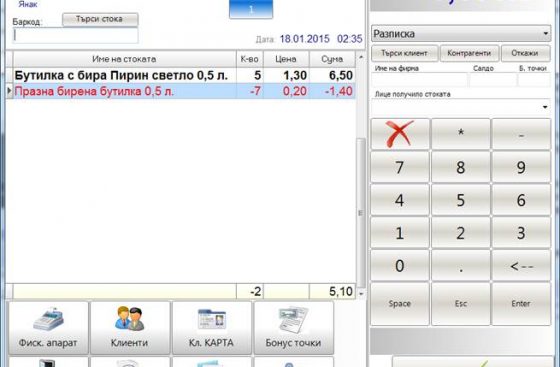 Янак
1
Баркод:
Търси стока
Дата: 18.01.2015 02:35
Име на стоката К-во Цена Сума
Бутилка с бира Пирин светло 0,5 л. 5 1,30 6,50
Празна бирена бутилка 0,5 л. -7 0,20 -1,40
-2 5,10
Фиск. апарат Клиенти Кл. КАРТА Бонус точки
Разписка
Търси клиент Контрагенти Откажи
Име на фирма Салдо Б. точки
Лице получило стоката
* -
7 8 9
4 5 6
1 2 3
0 . <--
Space Esc Enter